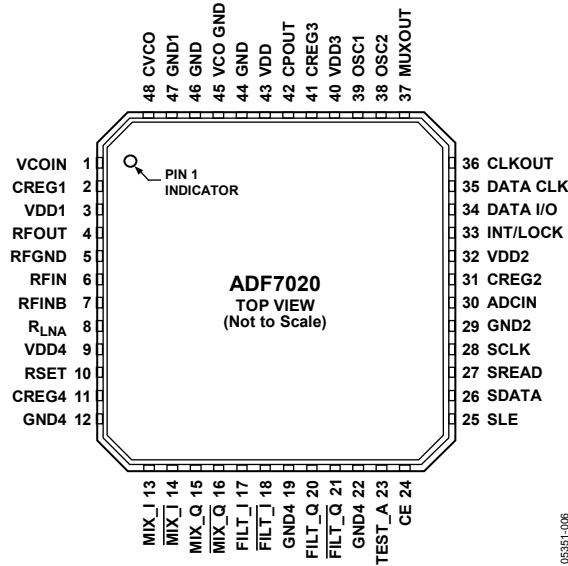 48 CVCO
47 GND1
46 GND
45 VCO GND
44 GND
43 VDD
42 CPOUT
41 CREG3
40 VDD3
39 OSC1
38 OSC2
37 MUXOUT
VCOIN 1
CREG1 2
VDD1 3
RFOUT 4
RFGND 5
RFIN 6
RFINB 7
RLNA 8
VDD4 9
RSET 10
CREG4 11
GND4 12
PIN 1
INDICATOR
ADF7020
TOP VIEW
(Not to Scale)
36 CLKOUT
35 DATA CLK
34 DATA I/O
33 INT/LOCK
32 VDD2
31 CREG2
30 ADCIN
29 GND2
28 SCLK
27 SREAD
26 SDATA
25 SLE
MIX_I 13
MIX_I 14
MIX_Q 15
MIX_Q 16
FILT_I 17
FILT_I 18
GND4 19
FILT_Q 20
FILT_Q 21
GND4 22
TEST_A 23
CE 24
05351-006